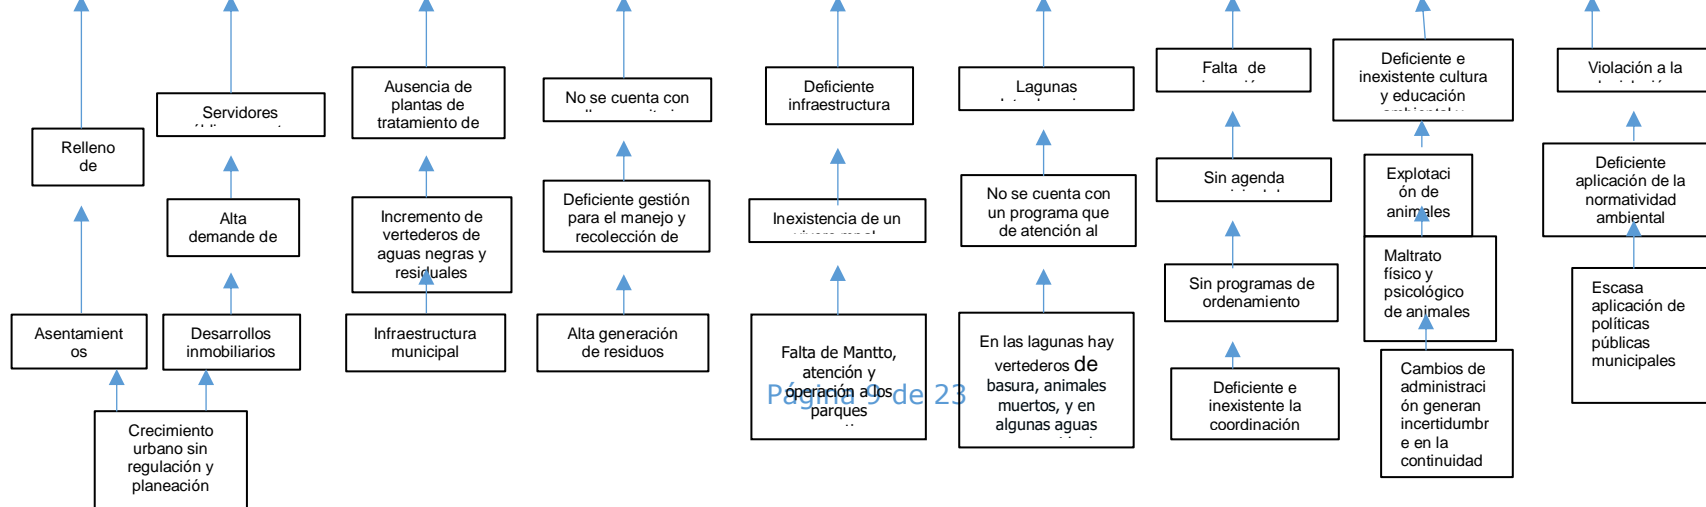 Relleno
de
Asentamient
os
Servidores
Alta
demande de
Desarrollos
inmobiliarios
Crecimiento
urbano sin
regulación y
planeación
Ausencia de
plantas de
tratamiento de
Incremento de
vertederos de
aguas negras y
residuales
Infraestructura
municipal
No se cuenta con
Deficiente gestión
para el manejo y
recolección de
Alta generación
de residuos
Deficiente
infraestructura
Inexistencia de un
Falta de Mantto,
atención y
operación a los
parques
Lagunas
No se cuenta con
un programa que
de atención al
En las lagunas hay
vertederos de
basura, animales
muertos, y en
algunas aguas
Falta de
Sin agenda
Sin programas de
ordenamiento
Deficiente e
inexistente la
coordinación
Deficiente e
inexistente cultura
y educación
Explotaci
ón de
animales
Maltrato
físico y
psicológico
de animales
Cambios de
administraci
ón generan
incertidumbr
e en la
continuidad
Violación a la
Deficiente
aplicación de la
normatividad
ambiental
Escasa
aplicación de
políticas
públicas
municipales
Página 9 de 23